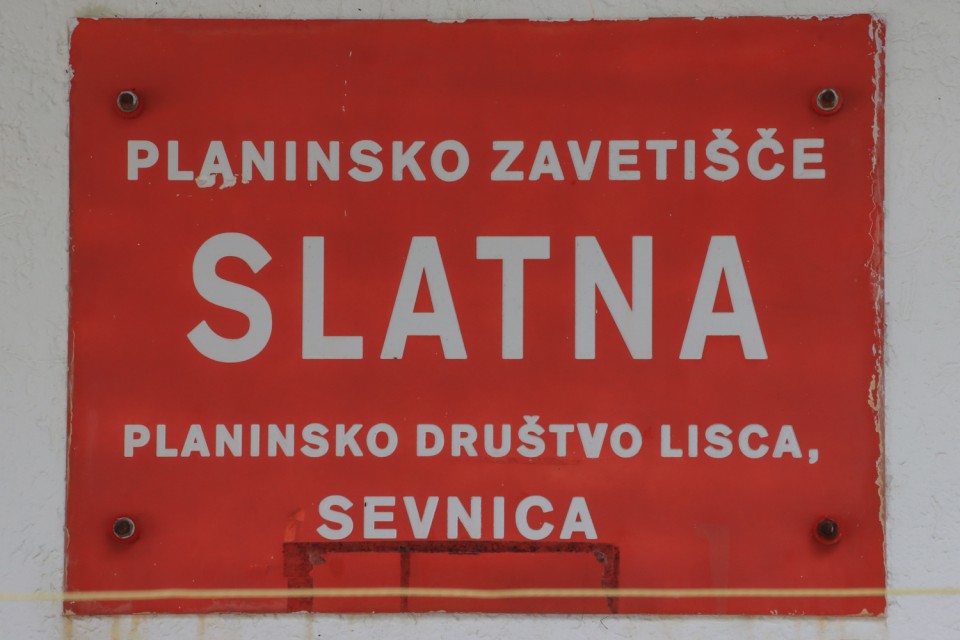 PLANINSKO ZAVETIŠČE
SLATNA
PLANINSKO DRUŠTVO LISCA,
SEVNICA